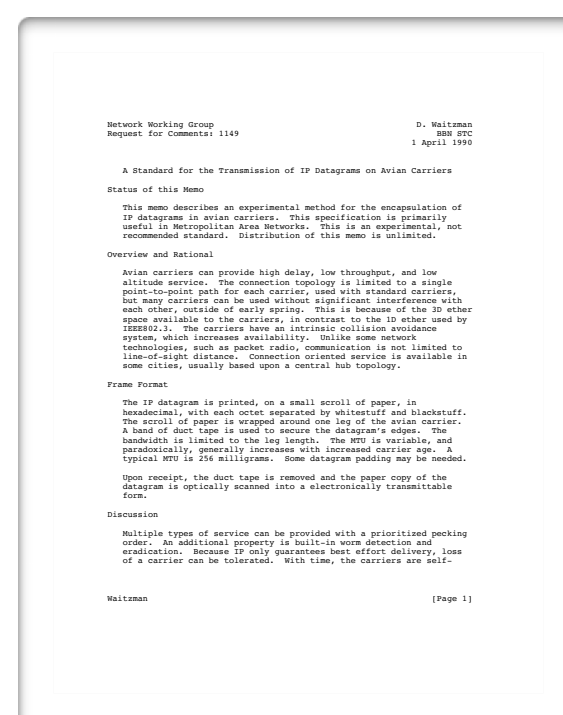 Network Working Group D. Waitzman
Request for Comments: 1149 BBN STC
1 April 1990
A Standard for the Transmission of IP Datagrams on Avian Carriers
Status of this Memo
This memo describes an experimental method for the encapsulation of
IP datagrams in avian carriers. This specification is primarily
useful in Metropolitan Area Networks. This is an experimental, not
recommended standard. Distribution of this memo is unlimited.
Overview and Rational
Avian carriers can provide high delay, low throughput, and low
altitude service. The connection topology is limited to a single
point-to-point path for each carrier, used with standard carriers,
but many carriers can be used without significant interference with
each other, outside of early spring. This is because of the 3D ether
space available to the carriers, in contrast to the 1D ether used by
IEEE802.3. The carriers have an intrinsic collision avoidance
system, which increases availability. Unlike some network
technologies, such as packet radio, communication is not limited to
line-of-sight distance. Connection oriented service is available in
some cities, usually based upon a central hub topology.
Frame Format
The IP datagram is printed, on a small scroll of paper, in
hexadecimal, with each octet separated by whitestuff and blackstuff.
The scroll of paper is wrapped around one leg of the avian carrier.
A band of duct tape is used to secure the datagram's edges. The
bandwidth is limited to the leg length. The MTU is variable, and
paradoxically, generally increases with increased carrier age. A
typical MTU is 256 milligrams. Some datagram padding may be needed.
Upon receipt, the duct tape is removed and the paper copy of the
datagram is optically scanned into a electronically transmittable
form.
Discussion
Multiple types of service can be provided with a prioritized pecking
order. An additional property is built-in worm detection and
eradication. Because IP only guarantees best effort delivery, loss
of a carrier can be tolerated. With time, the carriers are self-
Waitzman [Page 1]